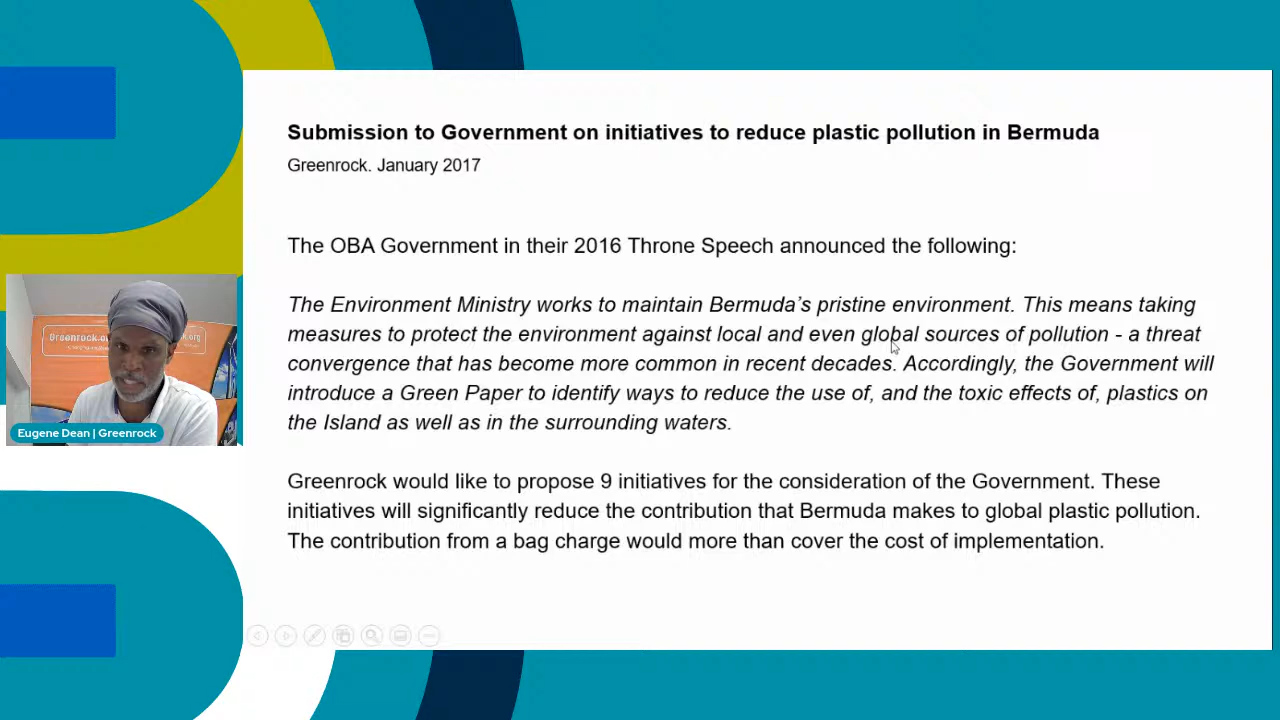 Submission to Government on initiatives to reduce plastic pollution in Bermuda
Greenrock. January 2017
The OBA Government in their 2016 Throne Speech announced the following:
The Environment Ministry works to maintain Bermuda’s pristine environment. This means taking
measures to protect the environment against local and even global sources of pollution - a threat
convergence that has become more common in recent decades. Accordingly, the Government will
introduce a Green Paper to identify ways to reduce the use of, and the toxic effects of, plastics on
the Island as well as in the surrounding waters.
Greenrock would like to propose 9 initiatives for the consideration of the Government. These
initiatives will significantly reduce the contribution that Bermuda makes to global plastic pollution.
The contribution from a bag charge would more than cover the cost of implementation.
Eugene Dean | Greenrock